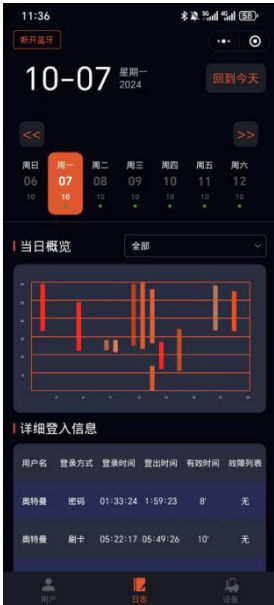 11:36
断开蓝牙
10-07 星期一
2024
回到今天
<< >>
周日 周一 周二 周三 周四 周五 周六
06 07 08 09 10 11 12
10 10 10 10 10 10 10
当日概览 全部
详细登入信息
用户名 登录方式 登录时间 登出时间 有效时间 故障列表
奥特曼 密码 01:33:24 1:59:23 8' 无
奥特曼 刷卡 05:22:17 05:49:26 10' 无
用户 日志 设备